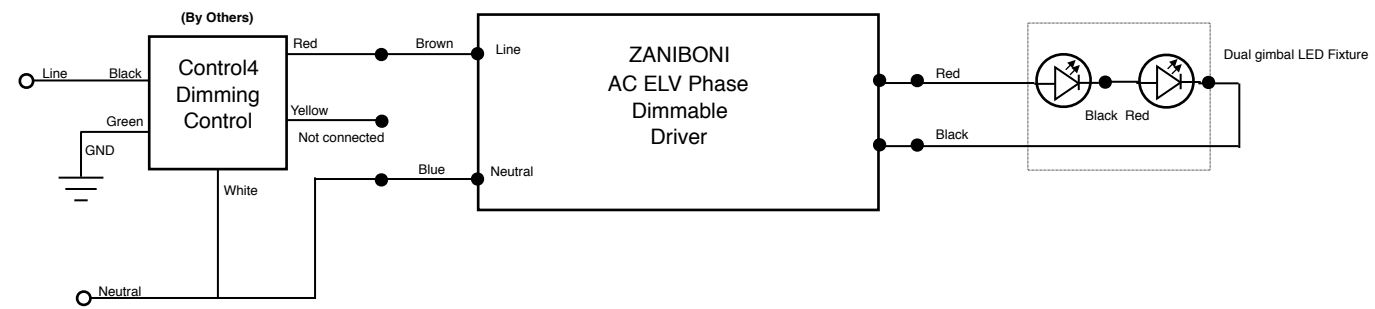 (By Others)
Line
Black
Green
GND
Control4
Dimming
Control
White
Neutral
Red
Yellow
Not connected
Brown
Blue
Line
Neutral
ZANIBONI
AC ELV Phase
Dimmable
Driver
Red
Black
Black Red
Dual gimbal LED Fixture